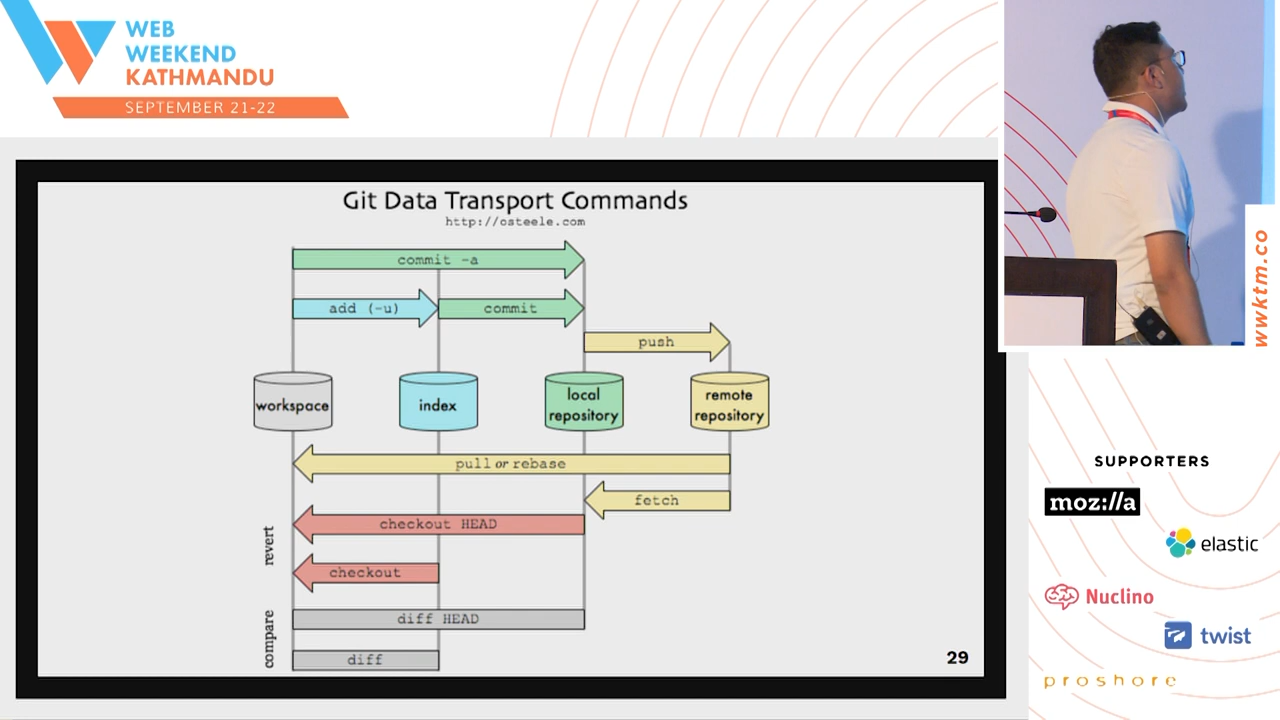 WEB
WEEKEND
KATHMANDU
SEPTEMBER 21-22
Git Data Transport Commands
http://osteele.com
commit -a
add (-u)
commit
push
workspace
index
local
repository
remote
repository
pull or rebase
fetch
checkout HEAD
revert
checkout
diff HEAD
compare
diff
29
wwktm.co
SUPPORTERS
moz://a
elastic
Nuclino
twist
proshore